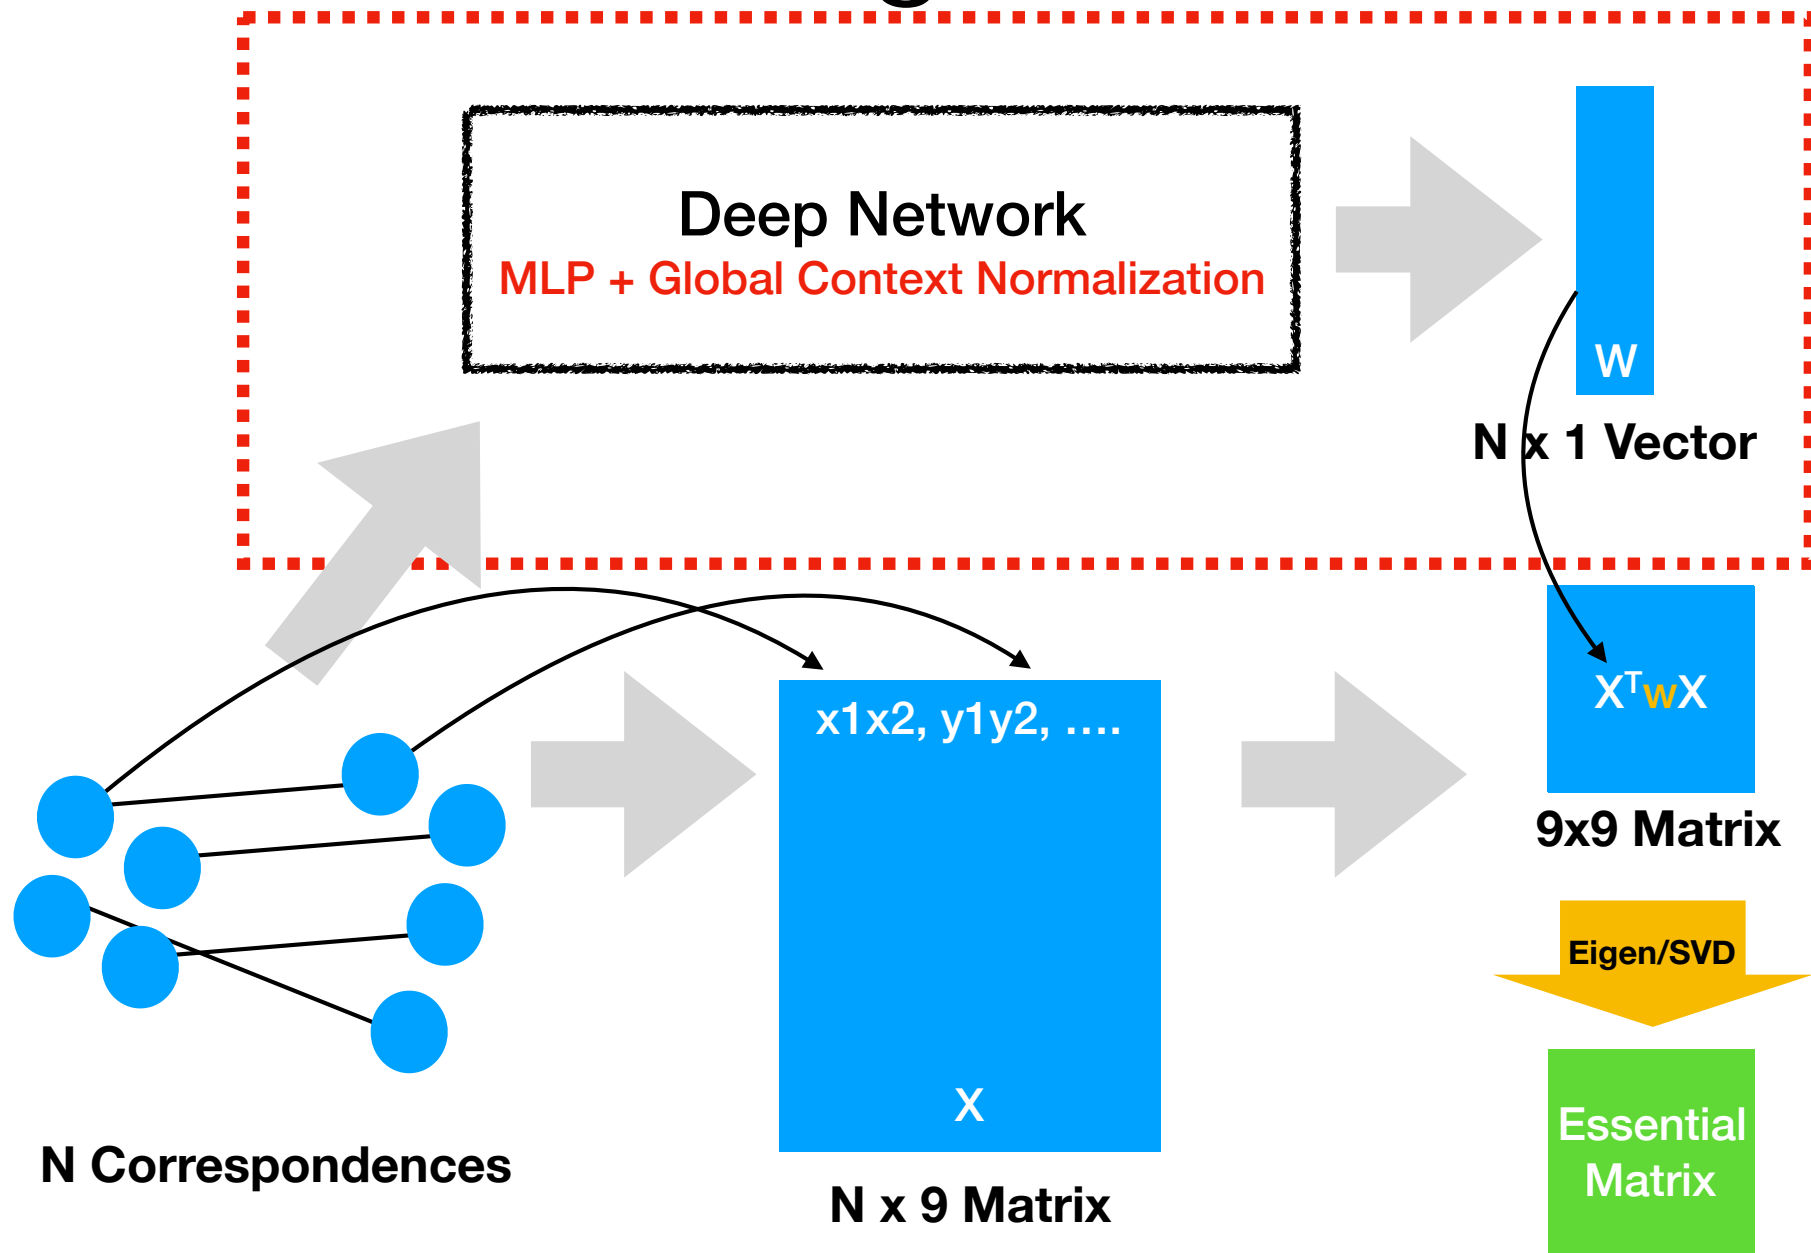 Deep Network
MLP + Global Context Normalization
W
N x 1 Vector
x1x2, y1y2, ....
XᵀwX
9x9 Matrix
Eigen/SVD
X
Essential
Matrix
N Correspondences
N x 9 Matrix